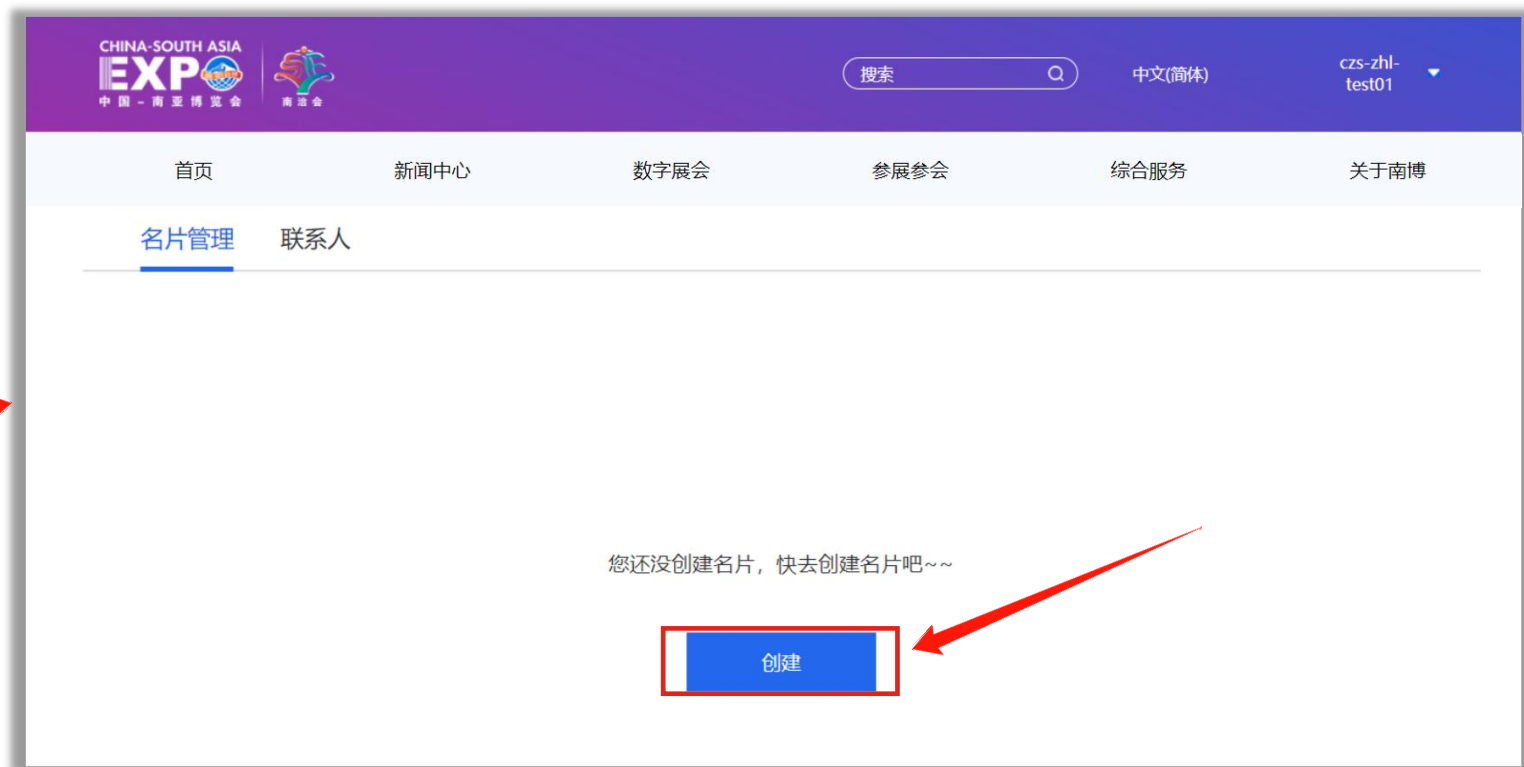 CHINA-SOUTH ASIA
EXPO
中国－南亚博览会
南洽会
搜索
中文(简体)
czs-zhl-
test01
首页 新闻中心 数字展会 参展参会 综合服务 关于南博
名片管理 联系人
您还没创建名片，快去创建名片吧~~
创建